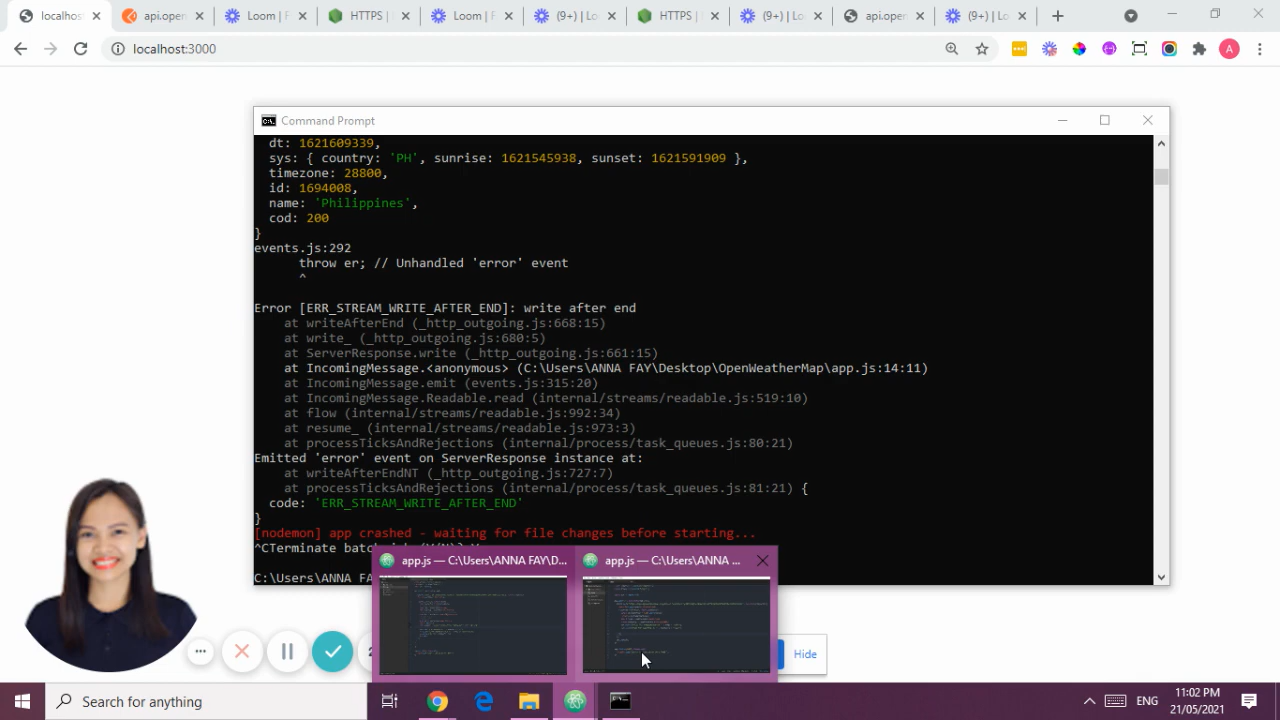 localhos
api.open
Loom | F
HTTPS |
Loom | F
(9+) | Lo
HTTPS |
(9+) | Lo
api.open
(9+) | Lo
localhost:3000
A
Command Prompt
dt: 1621609339,
sys: { country: 'PH', sunrise: 1621545938, sunset: 1621591909 },
timezone: 28800,
id: 1694008,
name: 'Philippines',
cod: 200
}
events.js:292
throw er; // Unhandled 'error' event
^
Error [ERR_STREAM_WRITE_AFTER_END]: write after end
at writeAfterEnd (_http_outgoing.js:668:15)
at write_ (_http_outgoing.js:680:5)
at ServerResponse.write (_http_outgoing.js:661:15)
at IncomingMessage.<anonymous> (C:\Users\ANNA FAY\Desktop\OpenWeatherMap\app.js:14:11)
at IncomingMessage.emit (events.js:315:20)
at IncomingMessage.Readable.read (internal/streams/readable.js:519:10)
at flow (internal/streams/readable.js:992:34)
at resume_ (internal/streams/readable.js:973:3)
at processTicksAndRejections (internal/process/task_queues.js:80:21)
Emitted 'error' event on ServerResponse instance at:
at writeAfterEndNT (_http_outgoing.js:727:7)
at processTicksAndRejections (internal/process/task_queues.js:81:21) {
code: 'ERR_STREAM_WRITE_AFTER_END'
}
[nodemon] app crashed - waiting for file changes before starting...
^CTerminate
C:\Users\ANNA FA
app.js — C:\Users\ANNA FAY\D...
app.js — C:\Users\ANNA ...
Hide
Search for anything
ENG
11:02 PM
21/05/2021